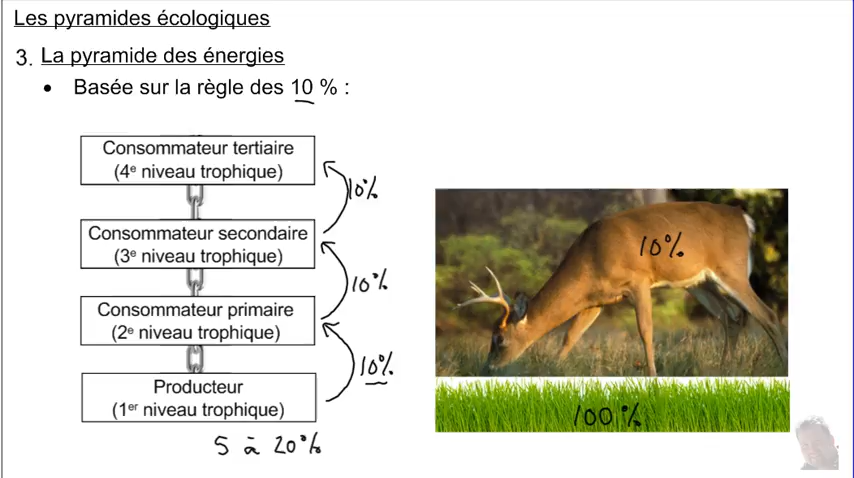 Les pyramides écologiques
3. La pyramide des énergies
• Basée sur la règle des 10 % :
Consommateur tertiaire
(4e niveau trophique)
10%
Consommateur secondaire
(3e niveau trophique)
10%
Consommateur primaire
(2e niveau trophique)
10%
Producteur
(1er niveau trophique)
5 à 20%
10%
100%